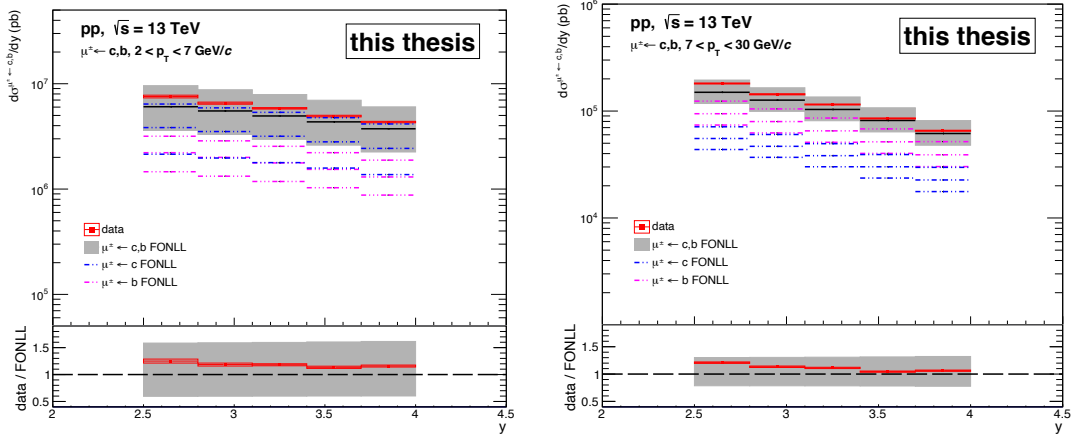 pp, √s = 13 TeV
μ± ← c,b, 2 < pT < 7 GeV/c
this thesis
dσ^μ± ← c,b/dy (pb)
10^7
10^6
10^5
data
μ± ← c,b FONLL
μ± ← c FONLL
μ± ← b FONLL
data / FONLL
1.5
1
0.5
2 2.5 3 3.5 4 4.5
y
pp, √s = 13 TeV
μ± ← c,b, 7 < pT < 30 GeV/c
this thesis
dσ^μ± ← c,b/dy (pb)
10^6
10^5
10^4
data
μ± ← c,b FONLL
μ± ← c FONLL
μ± ← b FONLL
data / FONLL
1.5
1
0.5
2 2.5 3 3.5 4 4.5
y